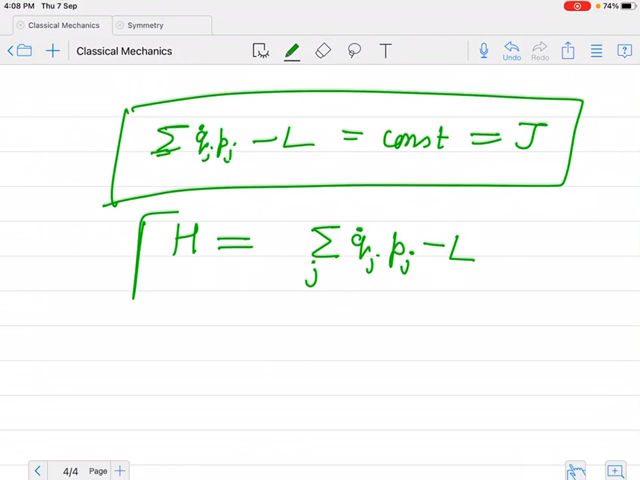 4:08 PM Thu 7 Sep 74%
Classical Mechanics Symmetry
Classical Mechanics T Undo Redo
Σ q̇ⱼ pⱼ − L = const = J
H = Σⱼ q̇ⱼ pⱼ − L
4/4 Page